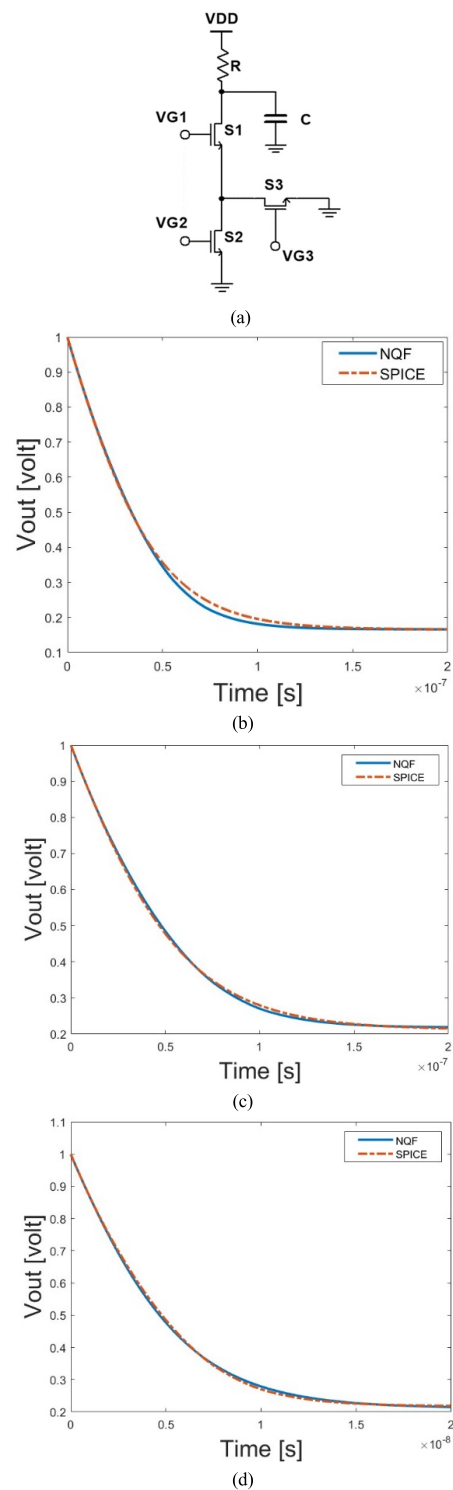 VDD
R
VG1
S1
C
S3
VG2
S2
VG3
(a)
1
0.9
0.8
0.7
0.6
0.5
0.4
0.3
0.2
0.1
Vout [volt]
NQF
SPICE
0
0.5
1
1.5
2
×10⁻⁷
Time [s]
(b)
1
0.9
0.8
0.7
0.6
0.5
0.4
0.3
0.2
Vout [volt]
NQF
SPICE
0
0.5
1
1.5
2
×10⁻⁷
Time [s]
(c)
1.1
1
0.9
0.8
0.7
0.6
0.5
0.4
0.3
0.2
Vout [volt]
NQF
SPICE
0
0.5
1
1.5
2
×10⁻⁸
Time [s]
(d)